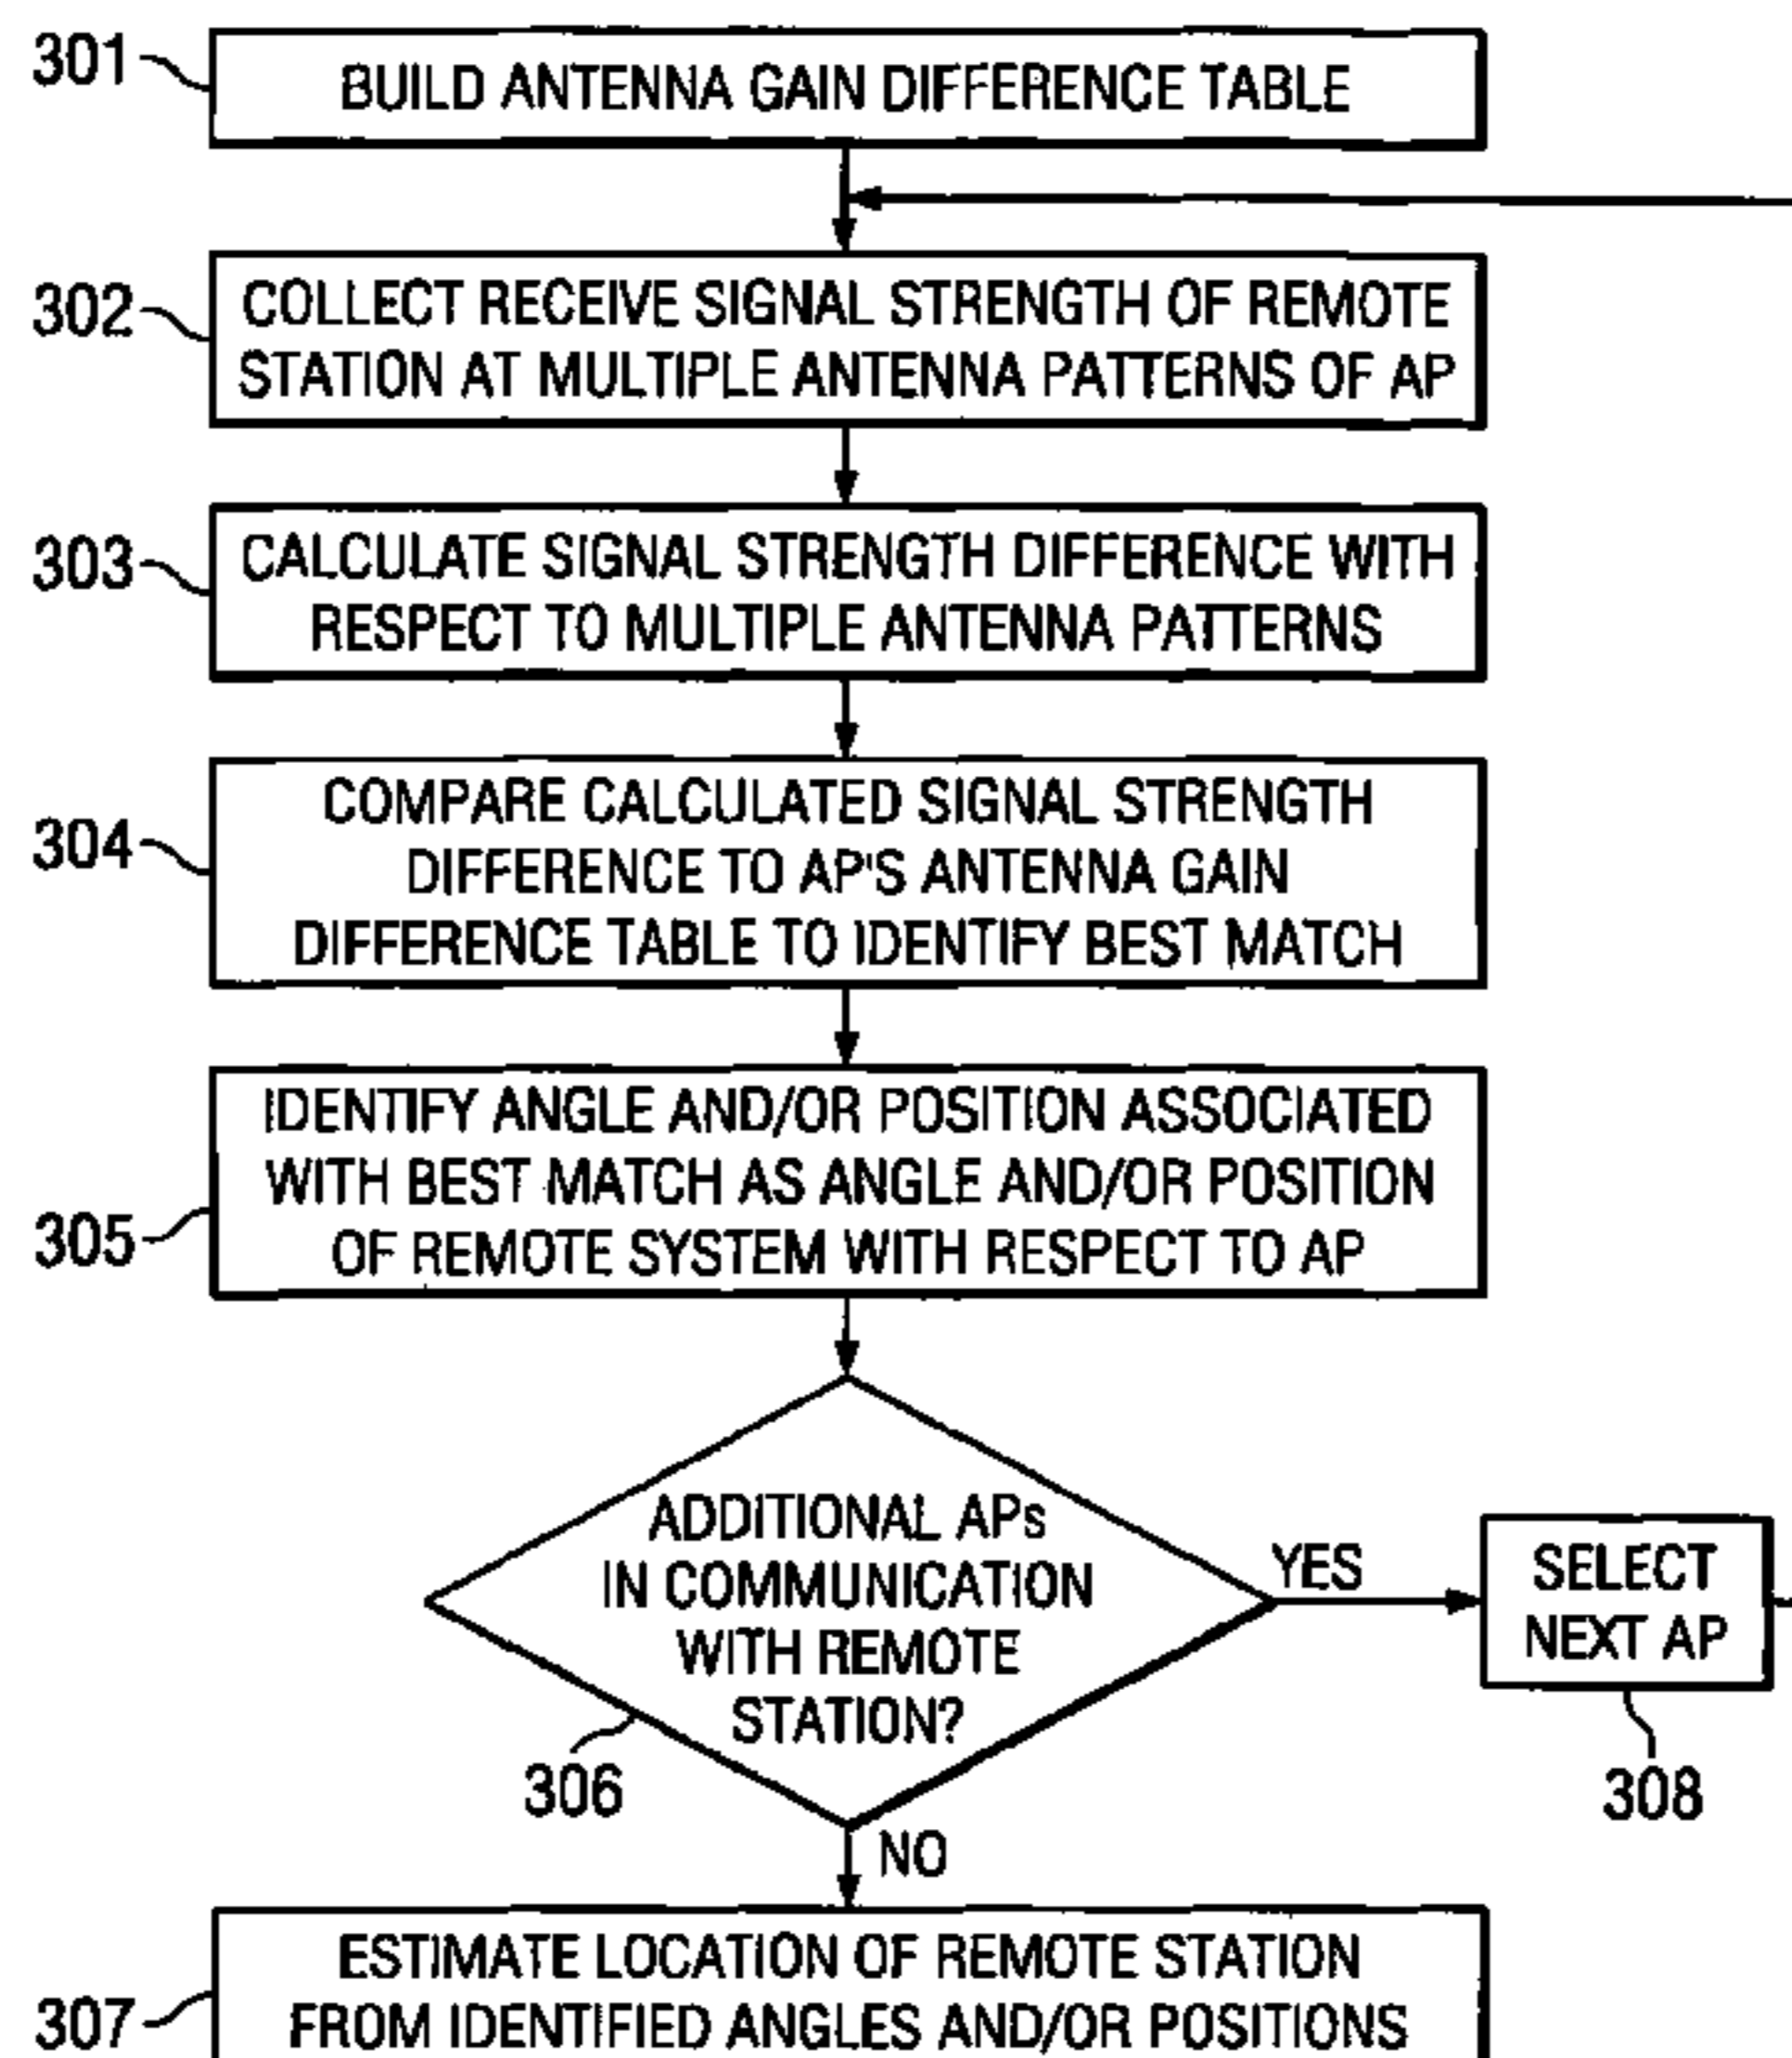 301
BUILD ANTENNA GAIN DIFFERENCE TABLE
302
COLLECT RECEIVE SIGNAL STRENGTH OF REMOTE
STATION AT MULTIPLE ANTENNA PATTERNS OF AP
303
CALCULATE SIGNAL STRENGTH DIFFERENCE WITH
RESPECT TO MULTIPLE ANTENNA PATTERNS
304
COMPARE CALCULATED SIGNAL STRENGTH
DIFFERENCE TO AP'S ANTENNA GAIN
DIFFERENCE TABLE TO IDENTIFY BEST MATCH
305
IDENTIFY ANGLE AND/OR POSITION ASSOCIATED
WITH BEST MATCH AS ANGLE AND/OR POSITION
OF REMOTE SYSTEM WITH RESPECT TO AP
ADDITIONAL APs
IN COMMUNICATION
WITH REMOTE
STATION?
306
YES
SELECT
NEXT AP
308
NO
307
ESTIMATE LOCATION OF REMOTE STATION
FROM IDENTIFIED ANGLES AND/OR POSITIONS